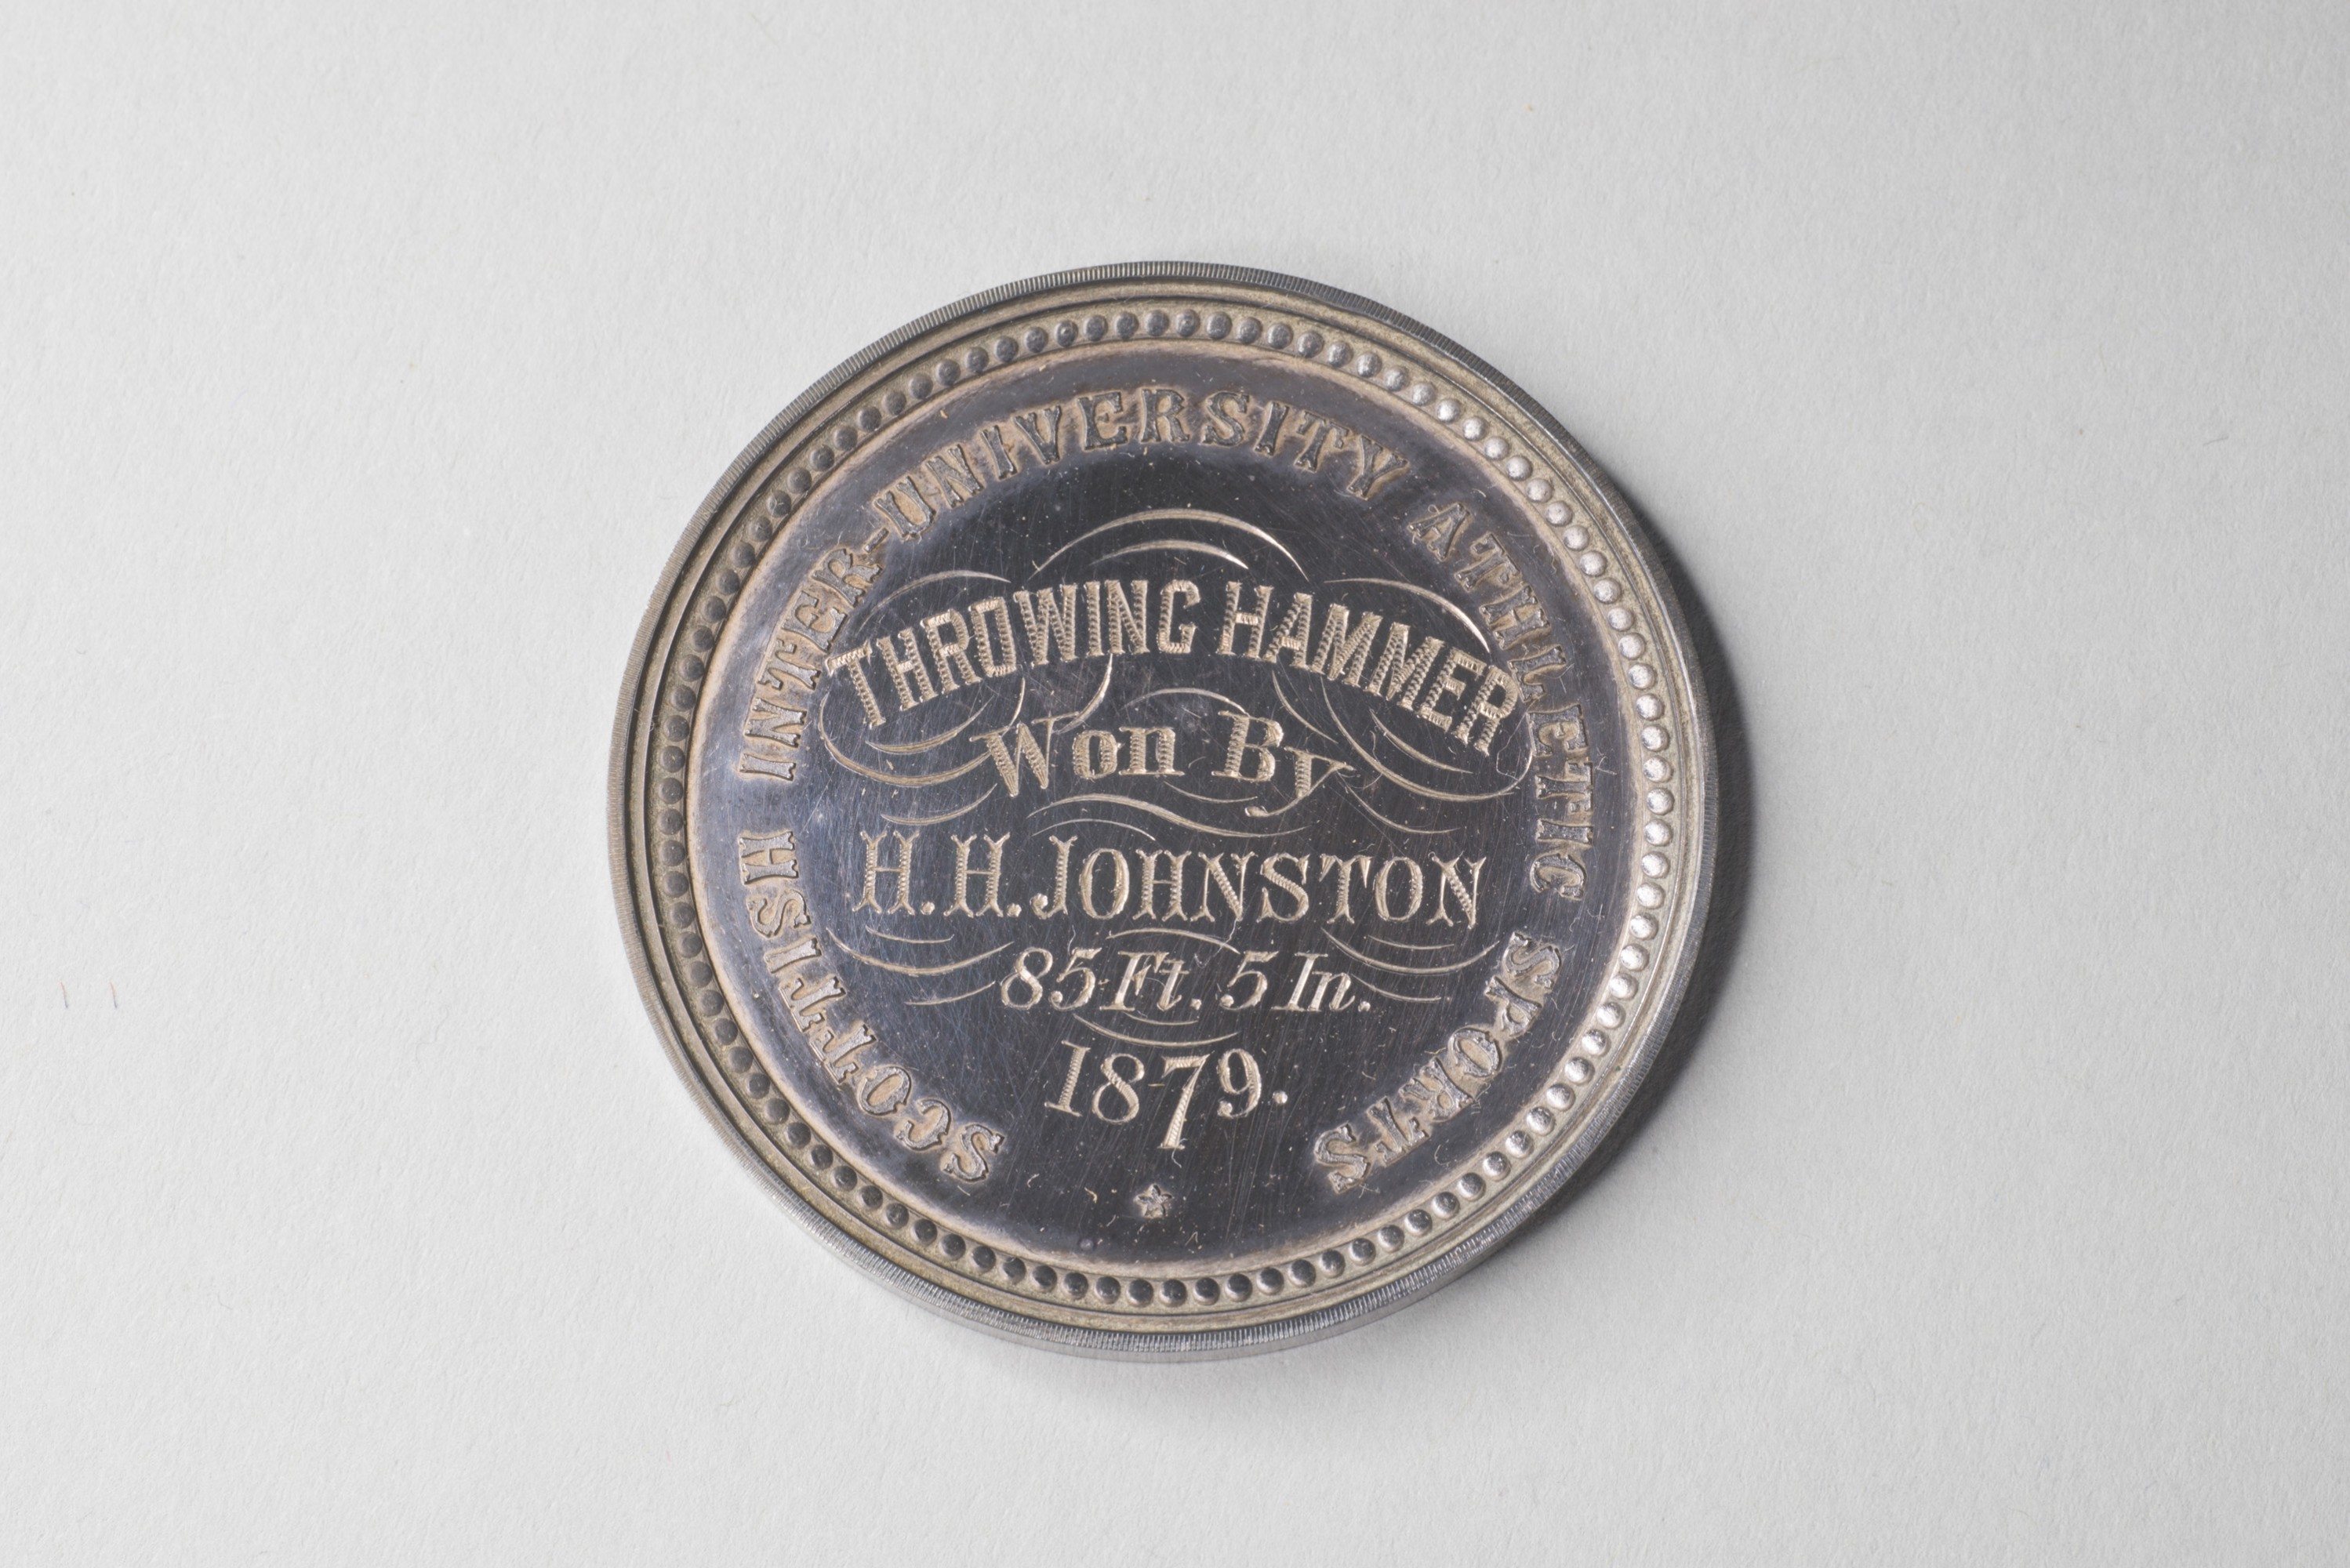 SCOTTISH INTER-UNIVERSITY ATHLETIC SPORTS
THROWING HAMMER
Won By
H.H. JOHNSTON
85 Ft. 5 In.
1879.